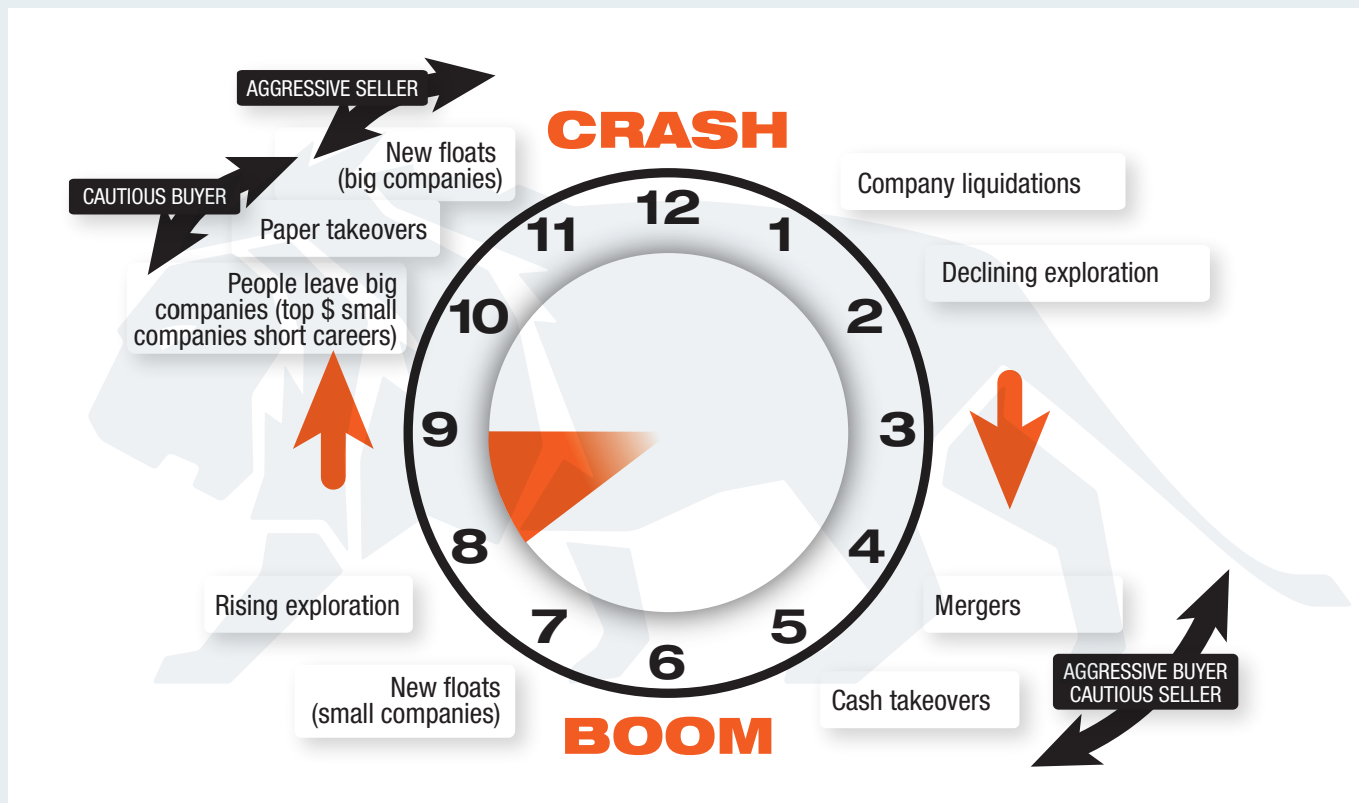 AGGRESSIVE SELLER
CRASH
New floats
(big companies)
CAUTIOUS BUYER
Paper takeovers
People leave big
companies (top $ small
companies short careers)
Company liquidations
Declining exploration
12
1
2
3
4
5
6
7
8
9
10
11
Rising exploration
New floats
(small companies)
Mergers
Cash takeovers
AGGRESSIVE BUYER
CAUTIOUS SELLER
BOOM